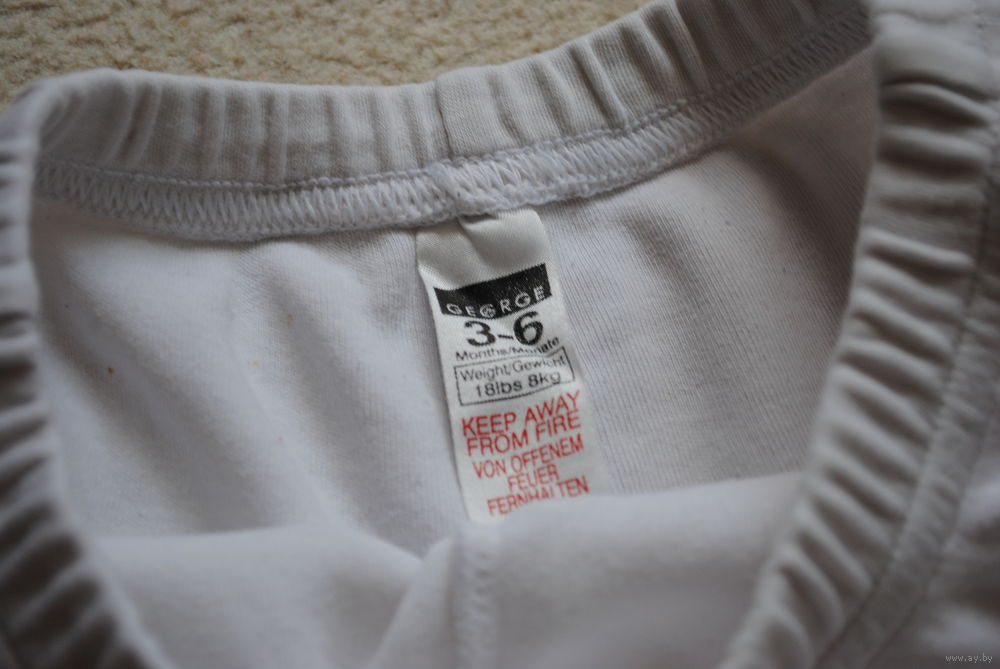 GEORGE
3-6
Months/Monate
Weight/Gewicht
18lbs 8kg
KEEP AWAY
FROM FIRE
VON OFFENEM
FEUER
FERNHALTEN
www.ay.by